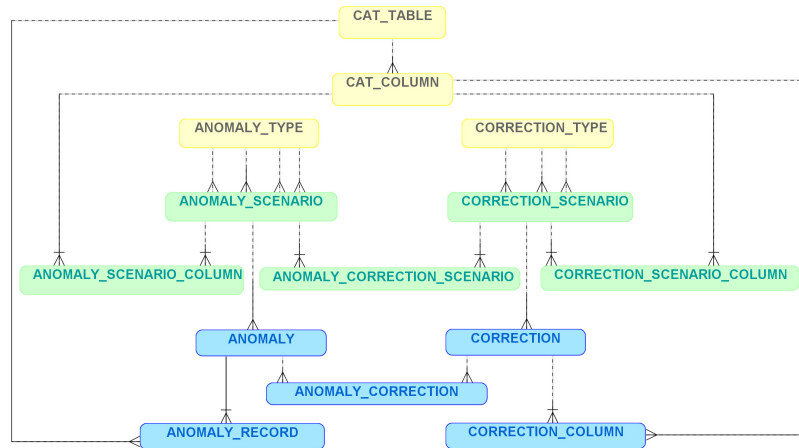 CAT_TABLE
CAT_COLUMN
ANOMALY_TYPE
CORRECTION_TYPE
ANOMALY_SCENARIO
CORRECTION_SCENARIO
ANOMALY_SCENARIO_COLUMN
ANOMALY_CORRECTION_SCENARIO
CORRECTION_SCENARIO_COLUMN
ANOMALY
CORRECTION
ANOMALY_CORRECTION
ANOMALY_RECORD
CORRECTION_COLUMN